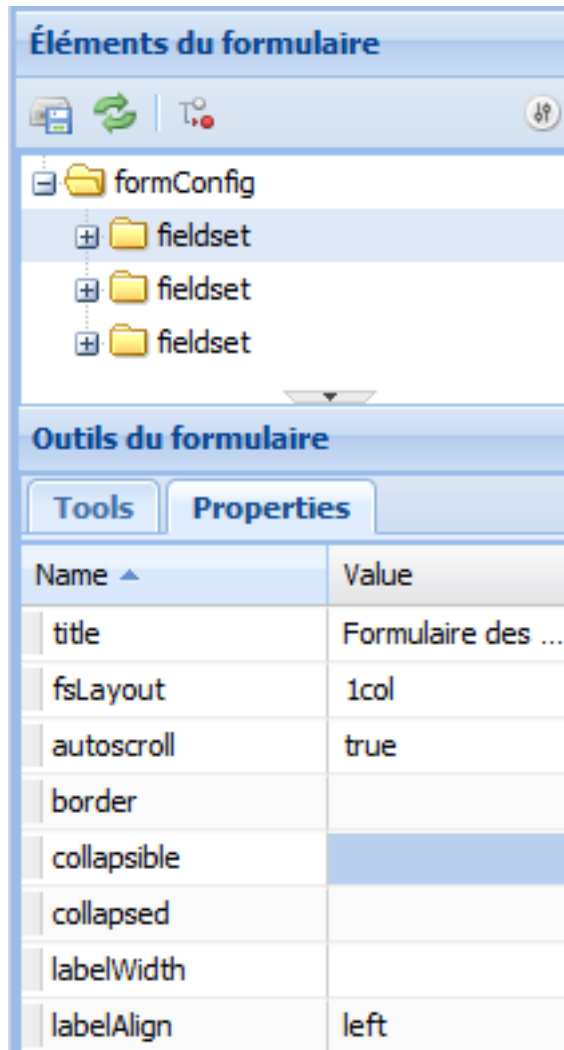 Éléments du formulaire
formConfig
fieldset
fieldset
fieldset
Outils du formulaire
Tools Properties
Name Value
title Formulaire des ...
fsLayout 1col
autoscroll true
border
collapsible
collapsed
labelWidth
labelAlign left